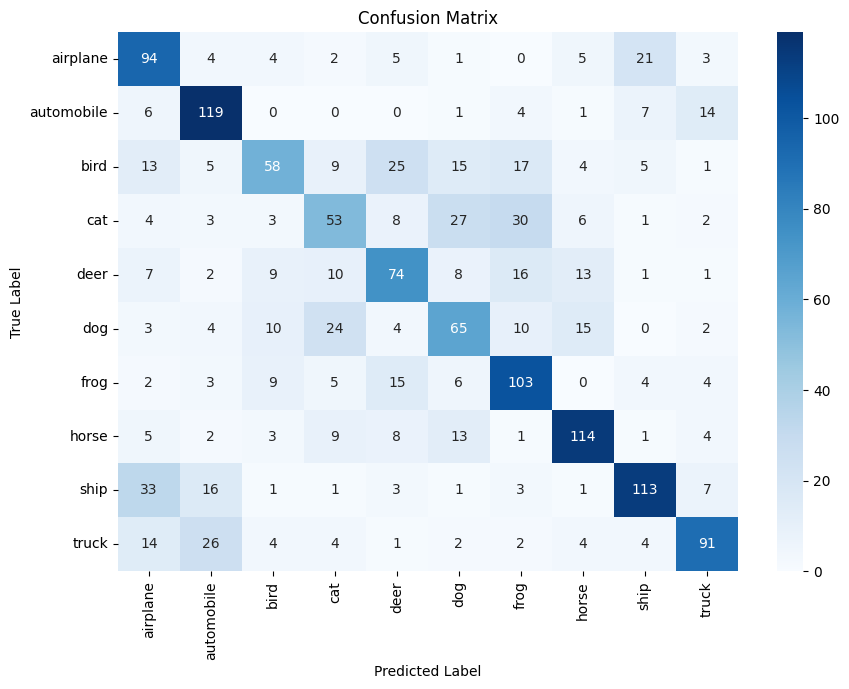 Confusion Matrix
True Label
airplane 94 4 4 2 5 1 0 5 21 3
automobile 6 119 0 0 0 1 4 1 7 14
bird 13 5 58 9 25 15 17 4 5 1
cat 4 3 3 53 8 27 30 6 1 2
deer 7 2 9 10 74 8 16 13 1 1
dog 3 4 10 24 4 65 10 15 0 2
frog 2 3 9 5 15 6 103 0 4 4
horse 5 2 3 9 8 13 1 114 1 4
ship 33 16 1 1 3 1 3 1 113 7
truck 14 26 4 4 1 2 2 4 4 91
airplane automobile bird cat deer dog frog horse ship truck
Predicted Label
100
80
60
40
20
0